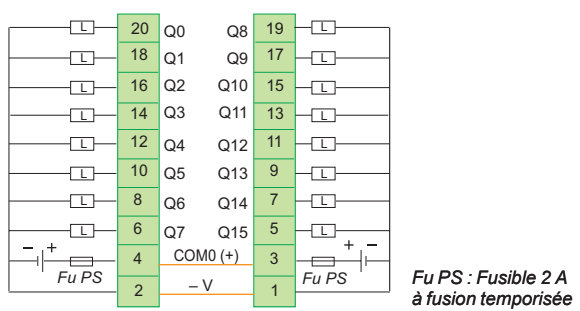 L 20 Q0 Q8 19 L
L 18 Q1 Q9 17 L
L 16 Q2 Q10 15 L
L 14 Q3 Q11 13 L
L 12 Q4 Q12 11 L
L 10 Q5 Q13 9 L
L 8 Q6 Q14 7 L
L 6 Q7 Q15 5 L
– + 4 COM0 (+) 3 + –
Fu PS Fu PS
2 – V 1
Fu PS : Fusible 2 A
à fusion temporisée